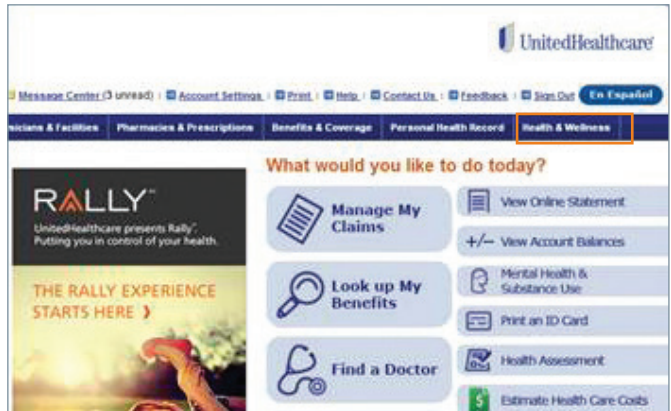 UnitedHealthcare
Message Center (3 unread) | Account Settings | Print | Help | Contact Us | Feedback | Sign Out En Español
sicians & Facilities Pharmacies & Prescriptions Benefits & Coverage Personal Health Record Health & Wellness
What would you like to do today?
RALLY™
UnitedHealthcare presents Rally™.
Putting you in control of your health.
THE RALLY EXPERIENCE
STARTS HERE ❯
Manage My
Claims
Look up My
Benefits
Find a Doctor
View Online Statement
+/− View Account Balances
Mental Health &
Substance Use
Print an ID Card
Health Assessment
$ Estimate Health Care Costs